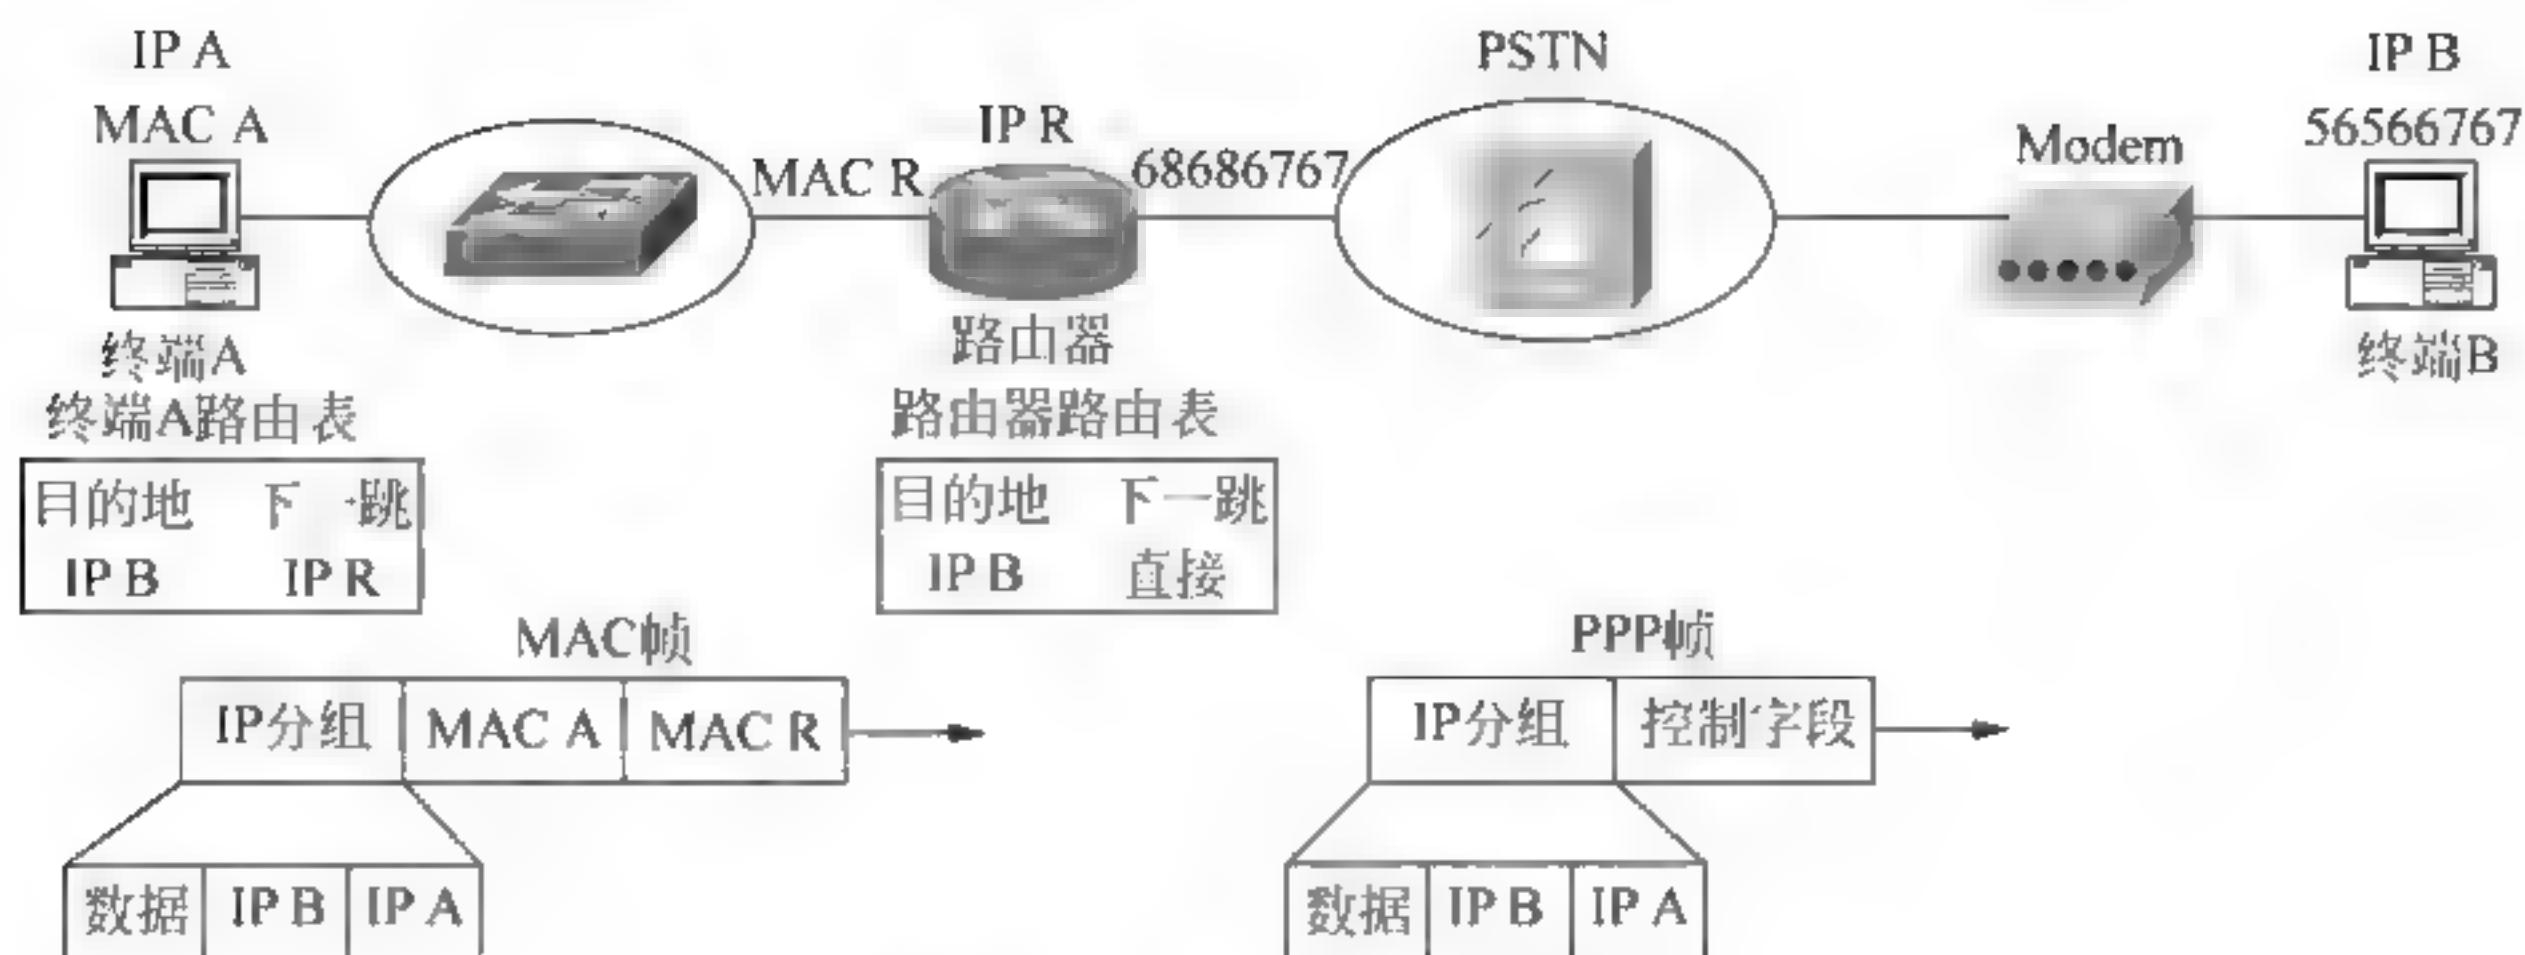 IP A
MAC A
MAC R
IP R
68686767
PSTN
Modem
IP B
56566767
终端A
路由器
终端B
终端A路由表
目的地 下一跳
IP B IP R
路由器路由表
目的地 下一跳
IP B 直接
MAC帧
IP分组 MAC A MAC R
数据 IP B IP A
PPP帧
IP分组 控制字段
数据 IP B IP A